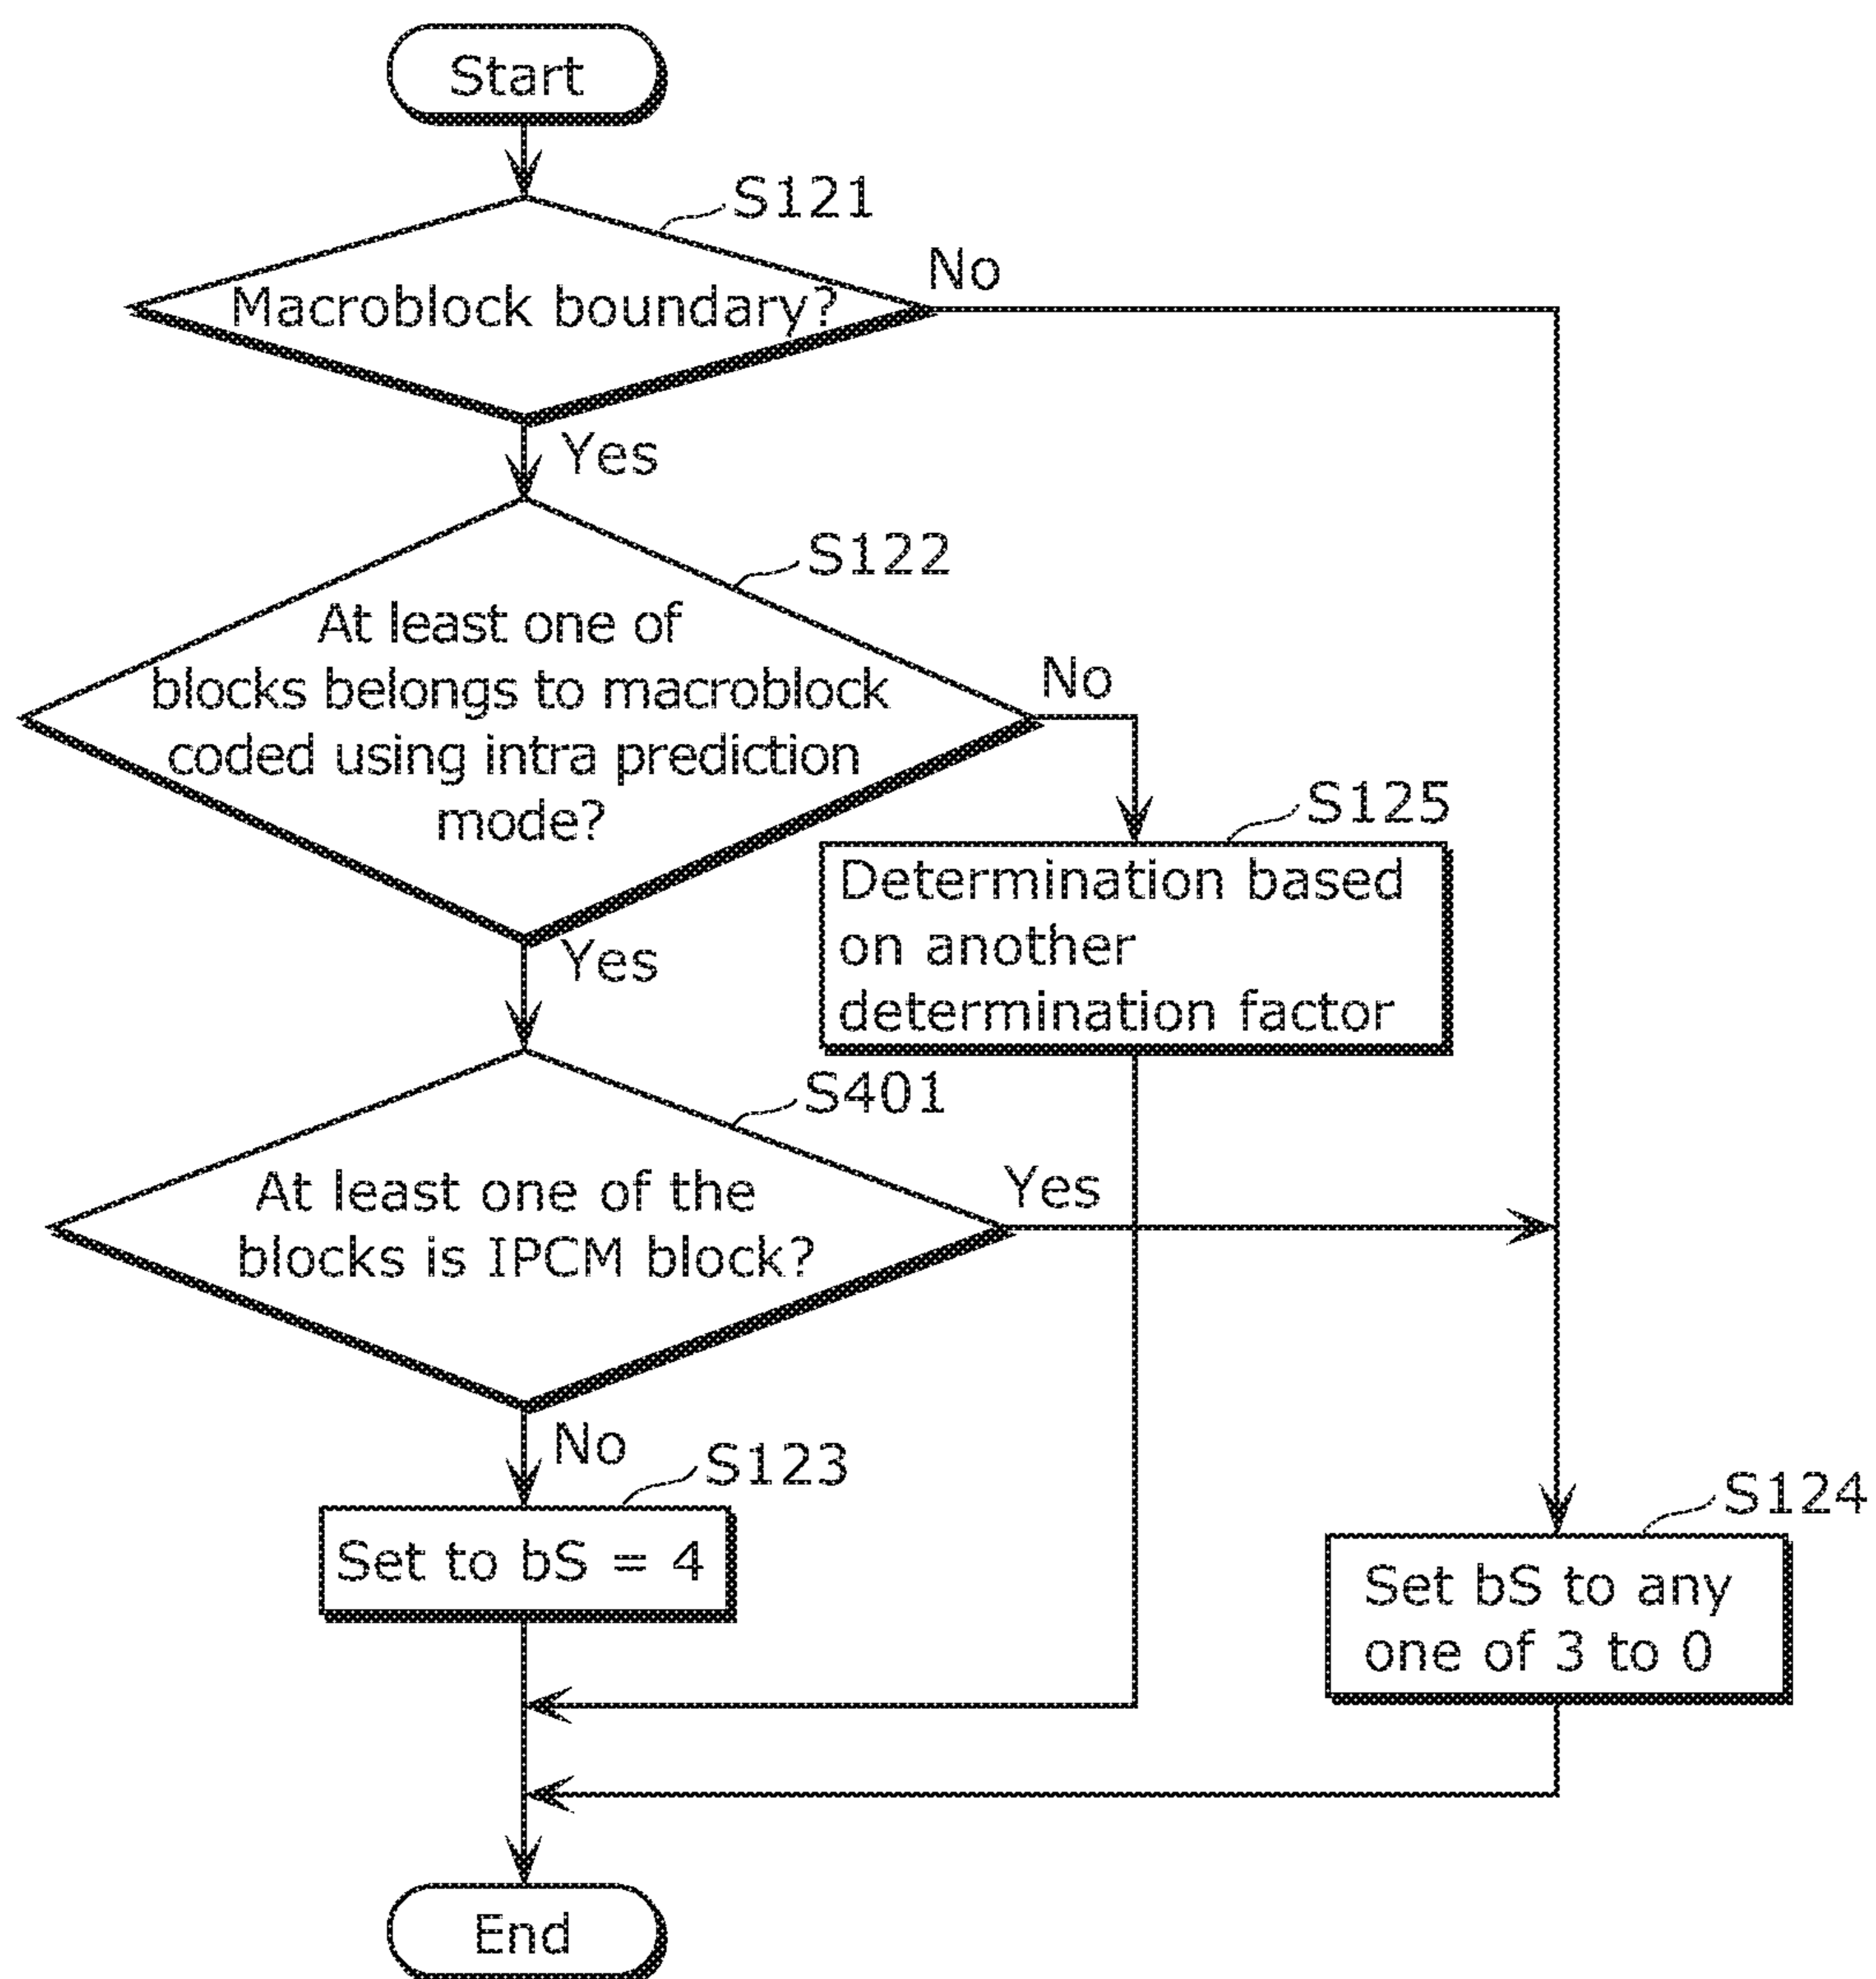 Start
S121
Macroblock boundary?
No
Yes
S122
At least one of
blocks belongs to macroblock
coded using intra prediction
mode?
No
S125
Determination based
on another
determination factor
Yes
S401
At least one of the
blocks is IPCM block?
Yes
No
S123
Set to bS = 4
S124
Set bS to any
one of 3 to 0
End